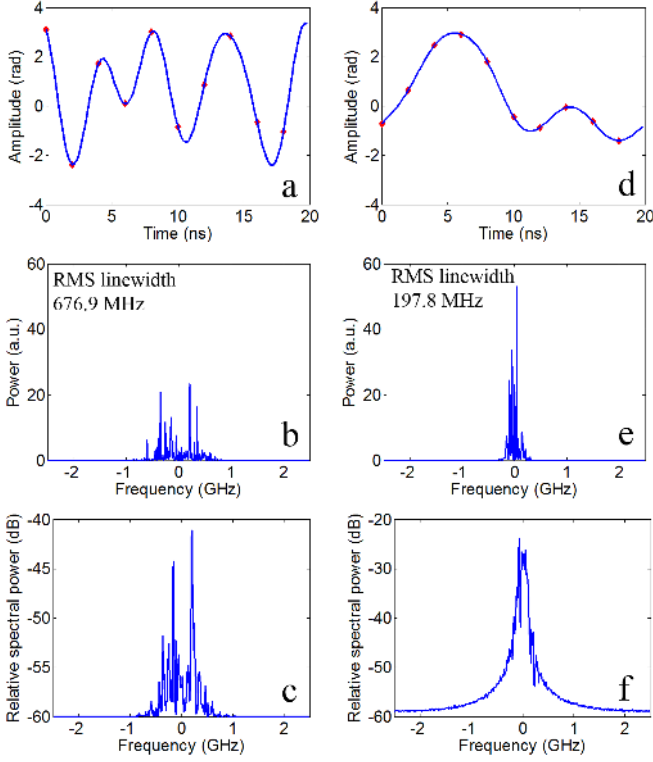 4
2
0
-2
-4
0
5
10
15
20
Amplitude (rad)
Time (ns)
a
4
2
0
-2
-4
0
5
10
15
20
Amplitude (rad)
Time (ns)
d
60
40
20
0
-2
-1
0
1
2
Power (a.u.)
Frequency (GHz)
RMS linewidth
676.9 MHz
b
60
40
20
0
-2
-1
0
1
2
Power (a.u.)
Frequency (GHz)
RMS linewidth
197.8 MHz
e
-40
-45
-50
-55
-60
-2
-1
0
1
2
Relative spectral power (dB)
Frequency (GHz)
c
-20
-30
-40
-50
-60
-2
-1
0
1
2
Relative spectral power (dB)
Frequency (GHz)
f